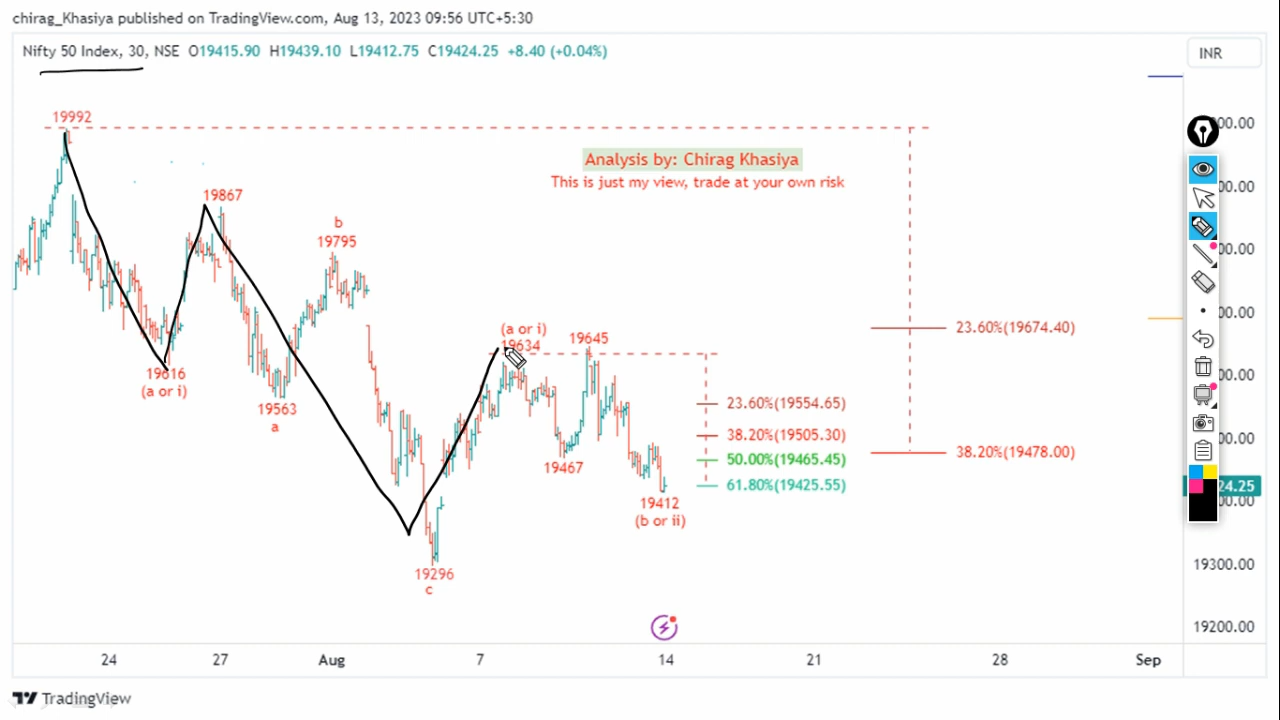 chirag_Khasiya published on TradingView.com, Aug 13, 2023 09:56 UTC+5:30
Nifty 50 Index, 30, NSE O19415.90 H19439.10 L19412.75 C19424.25 +8.40 (+0.04%)
INR
19992
Analysis by: Chirag Khasiya
This is just my view, trade at your own risk
19867
b
19795
(a or i)
19634
19645
23.60%(19674.40)
19616
(a or i)
19563
a
23.60%(19554.65)
38.20%(19505.30)
38.20%(19478.00)
50.00%(19465.45)
19467
61.80%(19425.55)
24.25
19412
(b or ii)
19296
c
19300.00
19200.00
24 27 Aug 7 14 21 28 Sep
TradingView